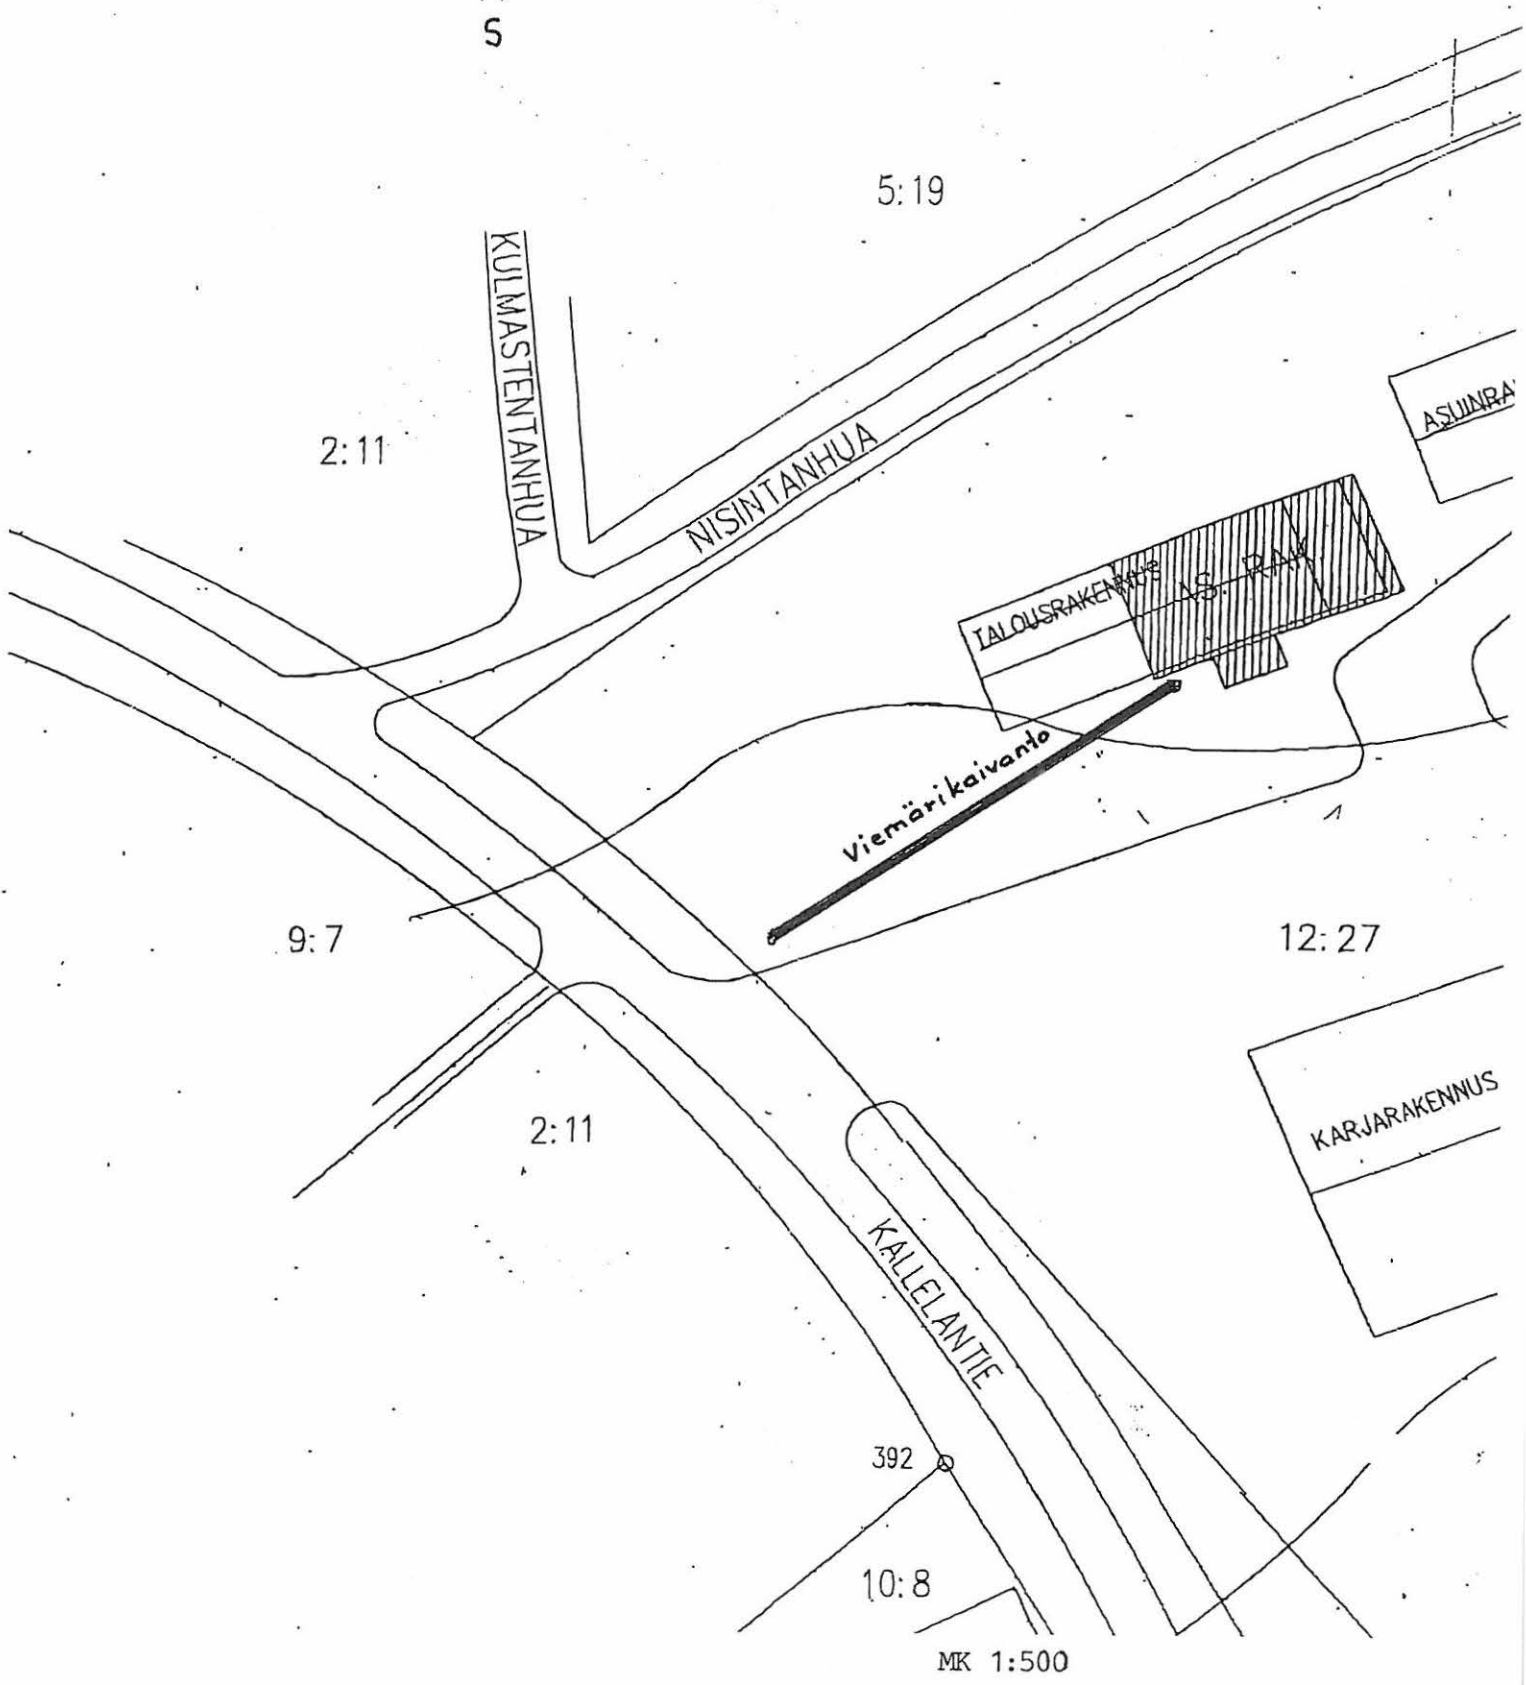 S
5:19
KULMASTENTANHUA
2:11
NISINTANHUA
ASUINRA
TALOUSRAKENNUS
AS. RAK
Viemärikaivanto
9:7
12:27
2:11
KARJARAKENNUS
KALLELANTIE
392
10:8
MK 1:500